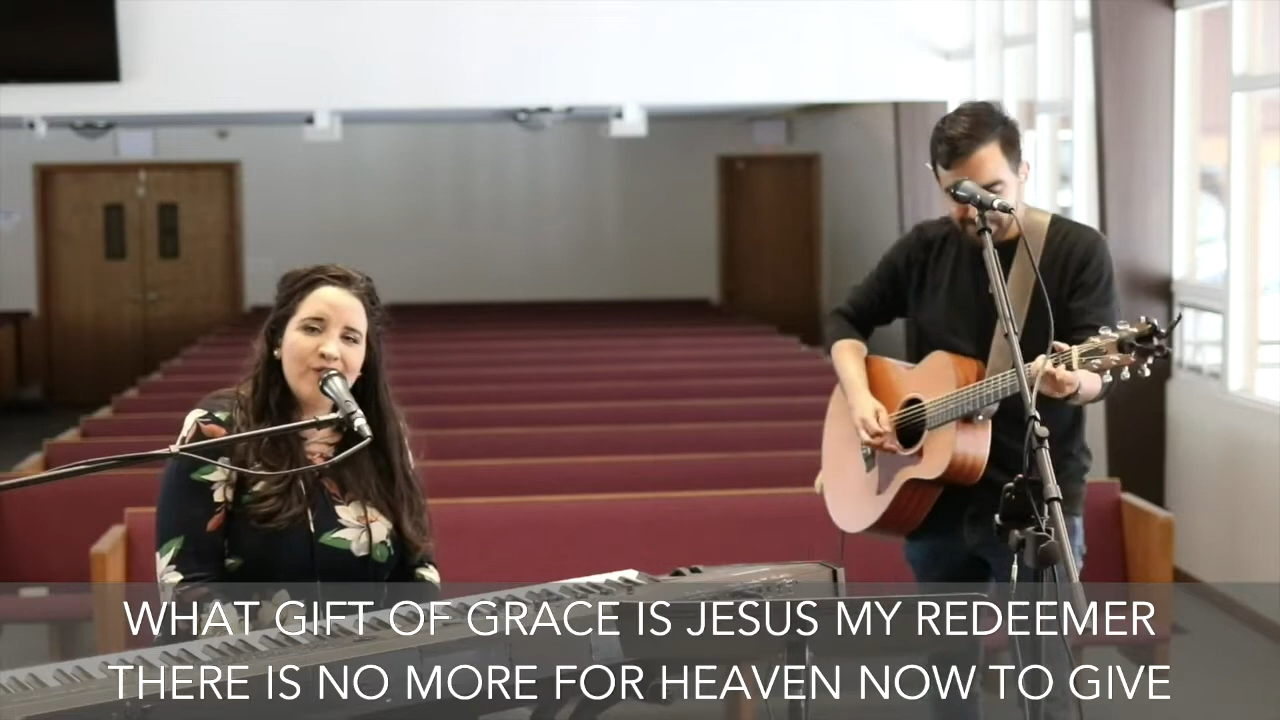 WHAT GIFT OF GRACE IS JESUS MY REDEEMER
THERE IS NO MORE FOR HEAVEN NOW TO GIVE